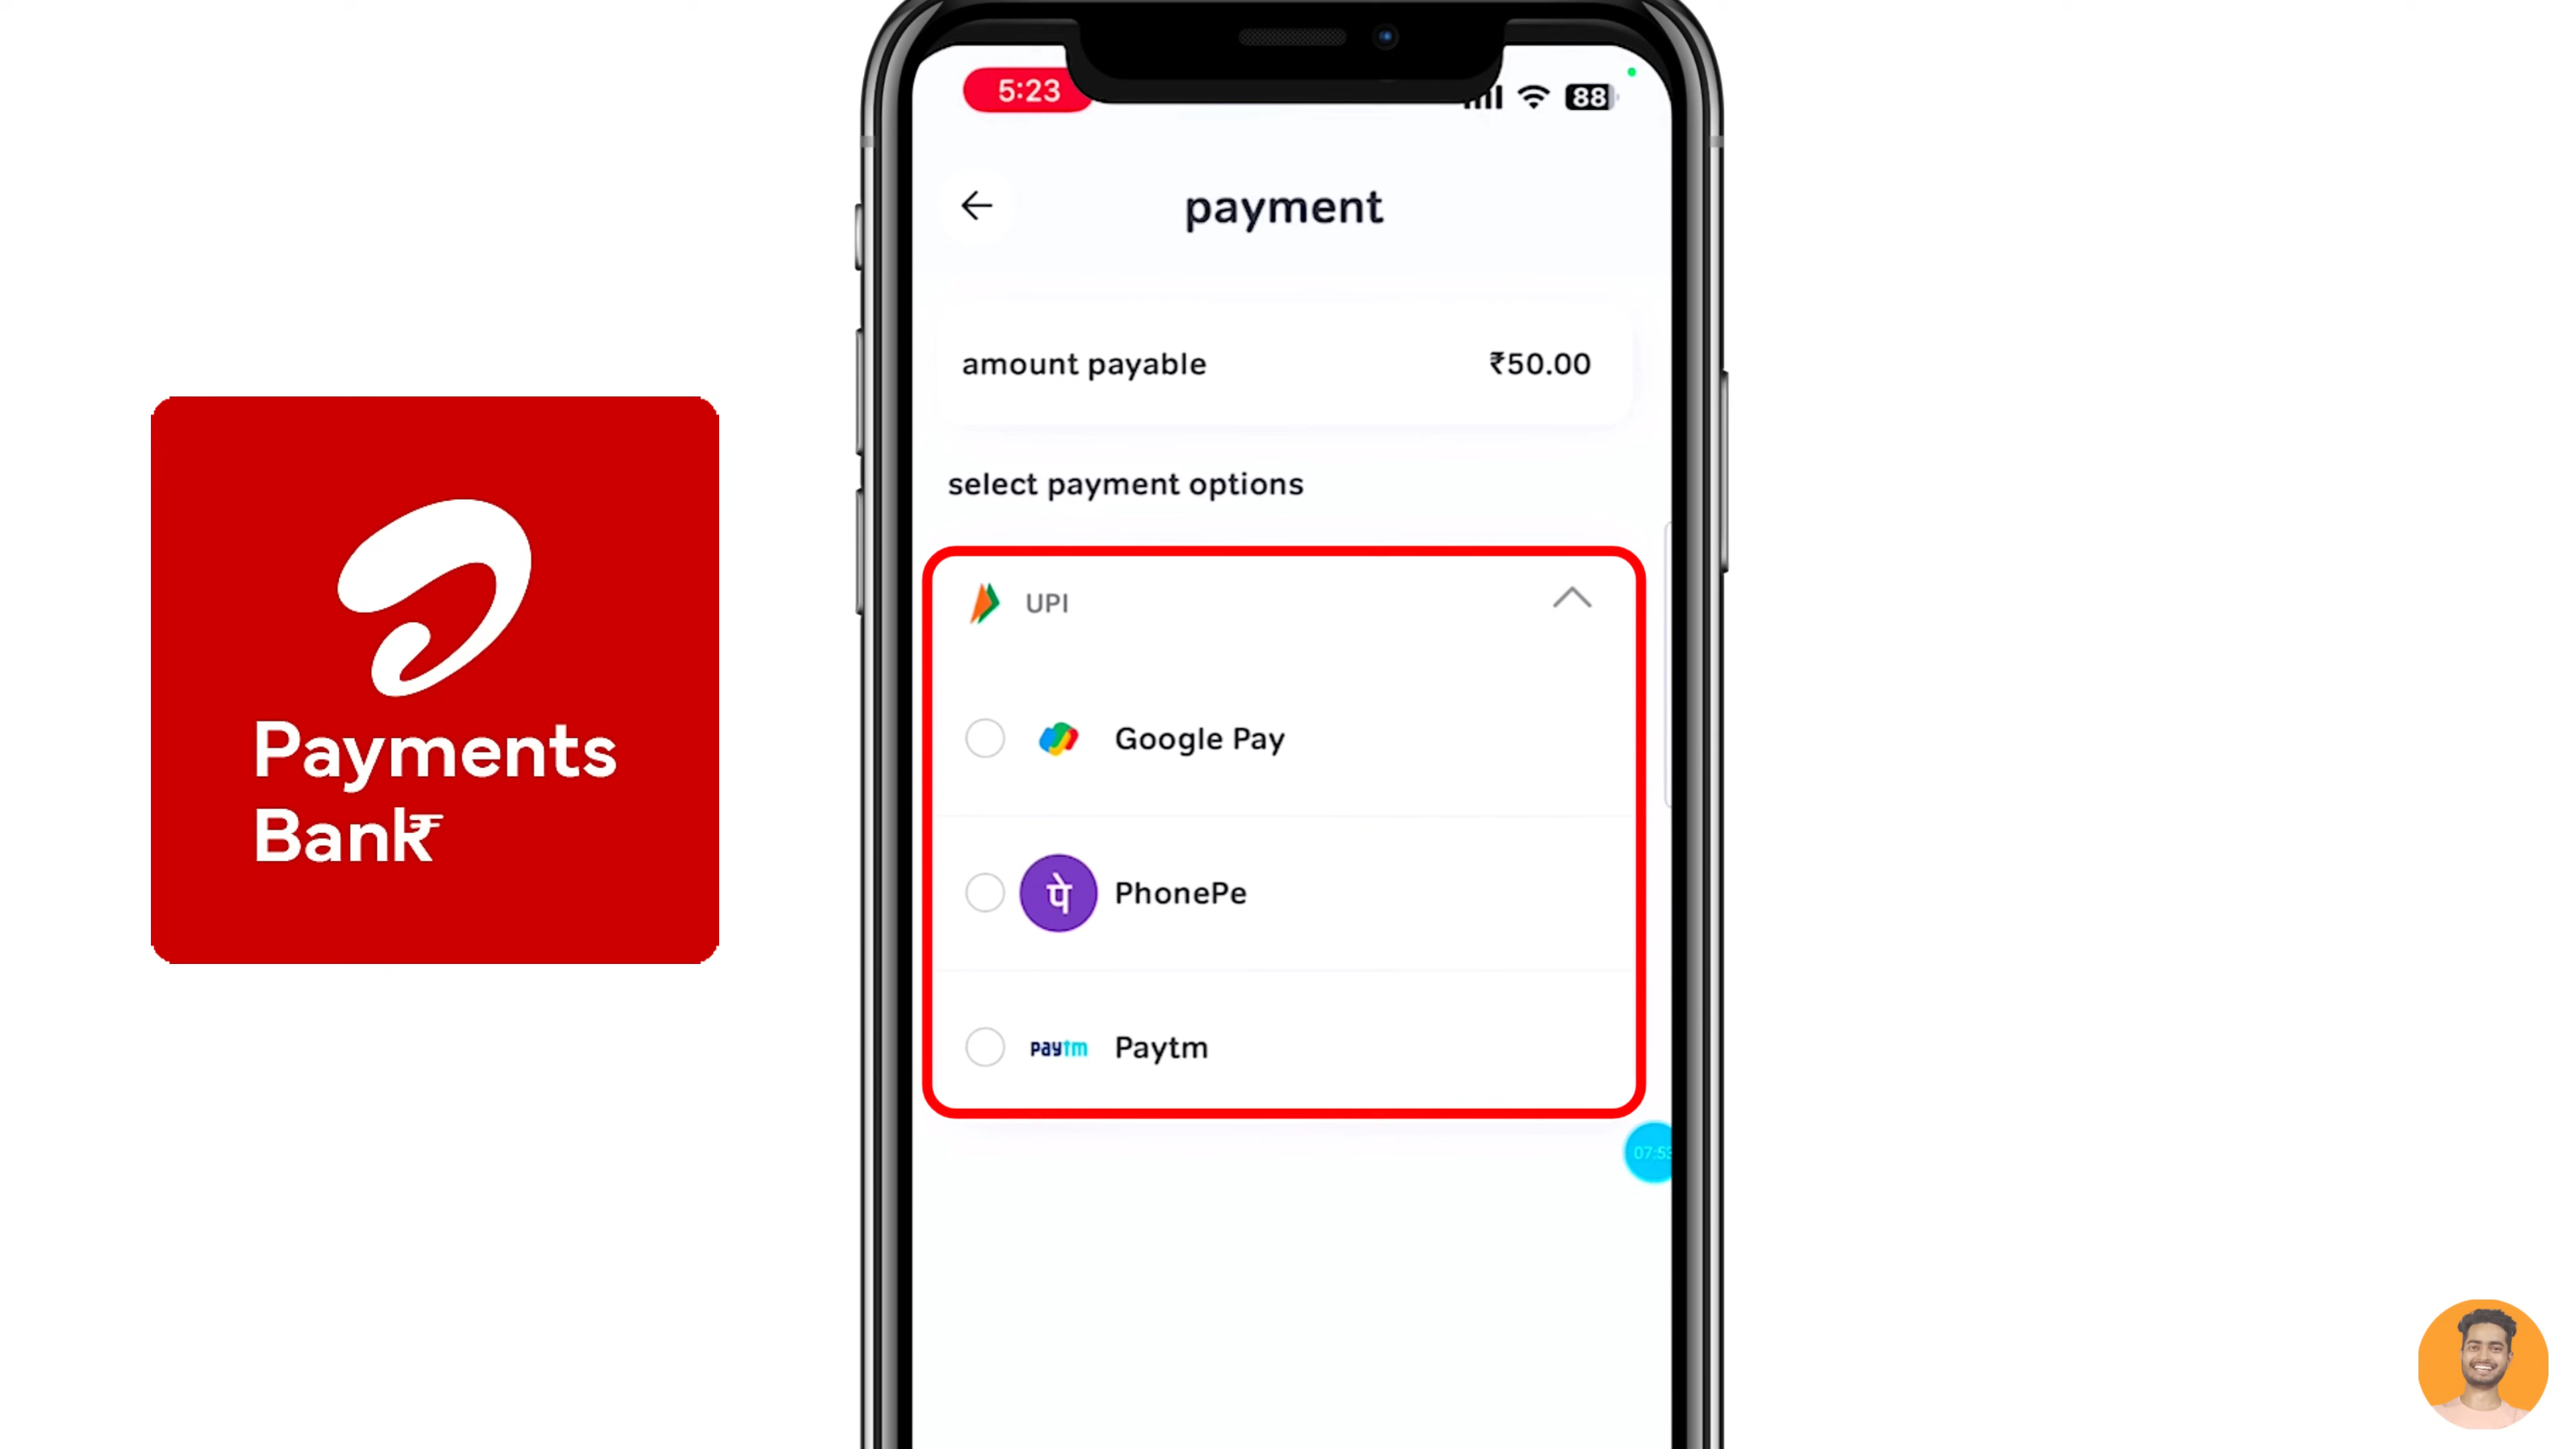 5:23
88
payment
amount payable
₹50.00
select payment options
UPI
Google Pay
पे
PhonePe
paytm
Paytm
Payments
Bank